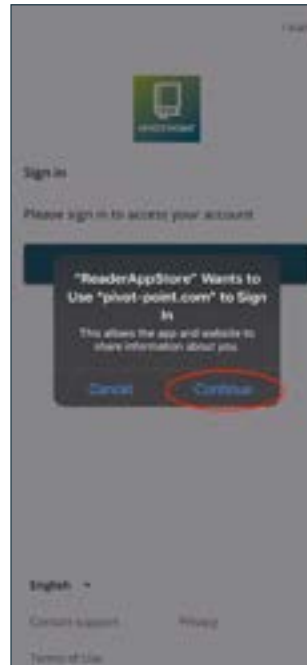 Sign in
Please sign in to access your account
"ReaderAppStore" Wants to
Use "pivot-point.com" to Sign
In
This allows the app and website to
share information about you.
Cancel Continue
English
Contact support Privacy
Terms of Use